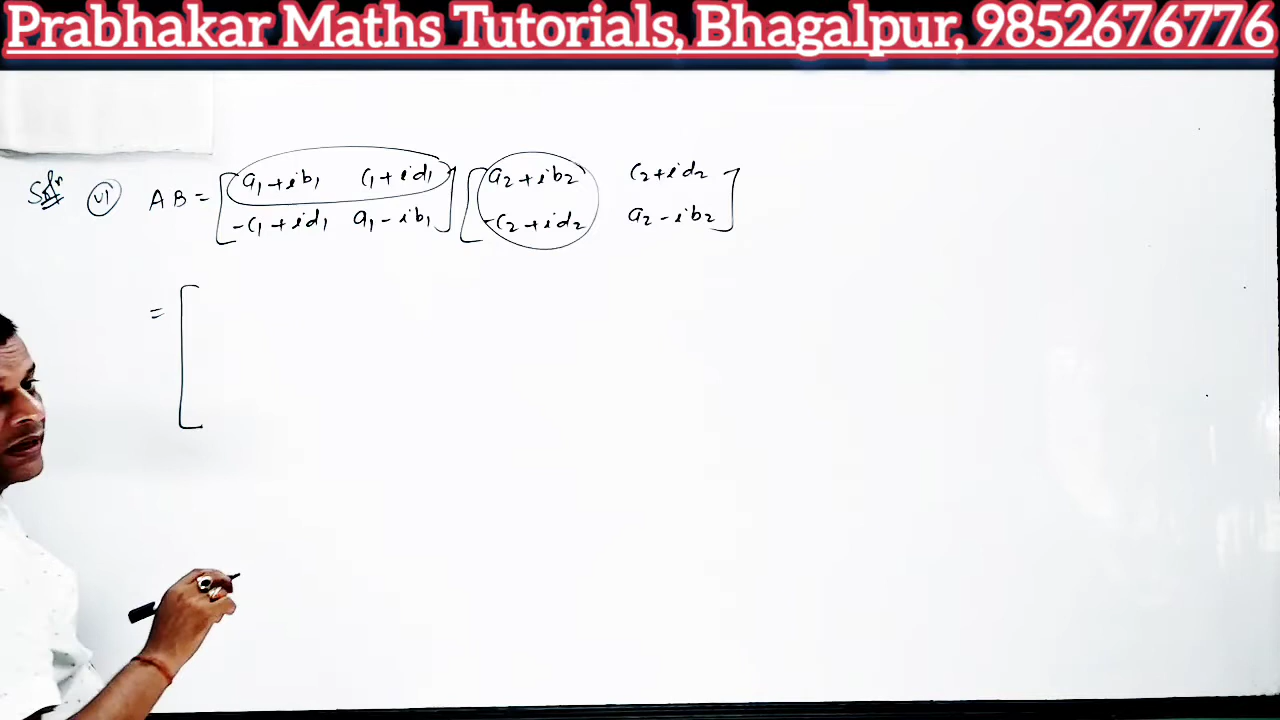 Prabhakar Maths Tutorials, Bhagalpur, 9852676776
Soln (vi) AB = [a₁+ib₁ c₁+id₁] [a₂+ib₂ c₂+id₂]
[-c₁+id₁ a₁-ib₁] [-c₂+id₂ a₂-ib₂]
= [